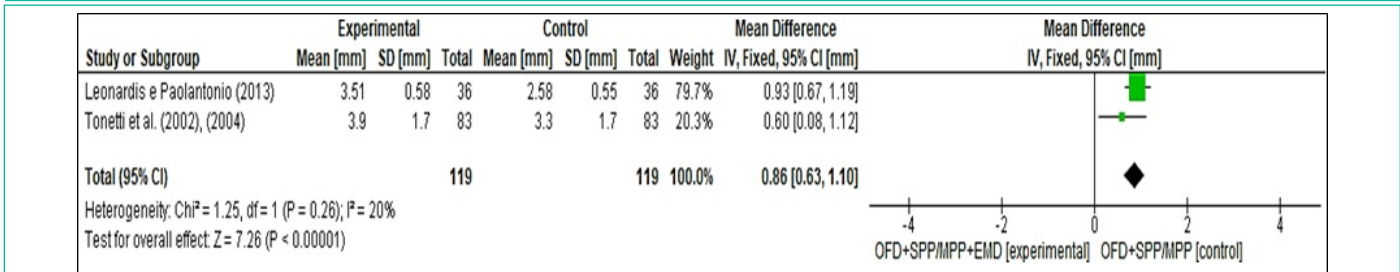 Experimental Control Mean Difference Mean Difference
Study or Subgroup Mean [mm] SD [mm] Total Mean [mm] SD [mm] Total Weight IV, Fixed, 95% CI [mm] IV, Fixed, 95% CI [mm]
Leonardis e Paolantonio (2013) 3.51 0.58 36 2.58 0.55 36 79.7% 0.93 [0.67, 1.19]
Tonetti et al. (2002), (2004) 3.9 1.7 83 3.3 1.7 83 20.3% 0.60 [0.08, 1.12]
Total (95% CI) 119 119 100.0% 0.86 [0.63, 1.10]
Heterogeneity: Chi² = 1.25, df = 1 (P = 0.26); I² = 20%
Test for overall effect: Z = 7.26 (P < 0.00001)
-4 -2 0 2 4
OFD+SPP/MPP+EMD [experimental] OFD+SPP/MPP [control]